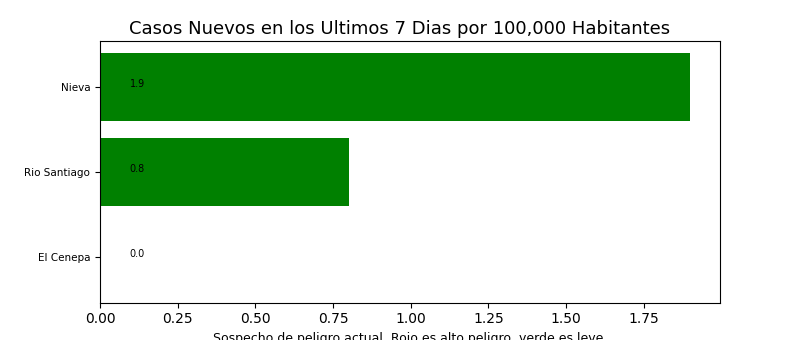 Casos Nuevos en los Ultimos 7 Dias por 100,000 Habitantes
Nieva
1.9
Rio Santiago
0.8
El Cenepa
0.0
0.00 0.25 0.50 0.75 1.00 1.25 1.50 1.75
Sospecho de peligro actual. Rojo es alto peligro, verde es leve